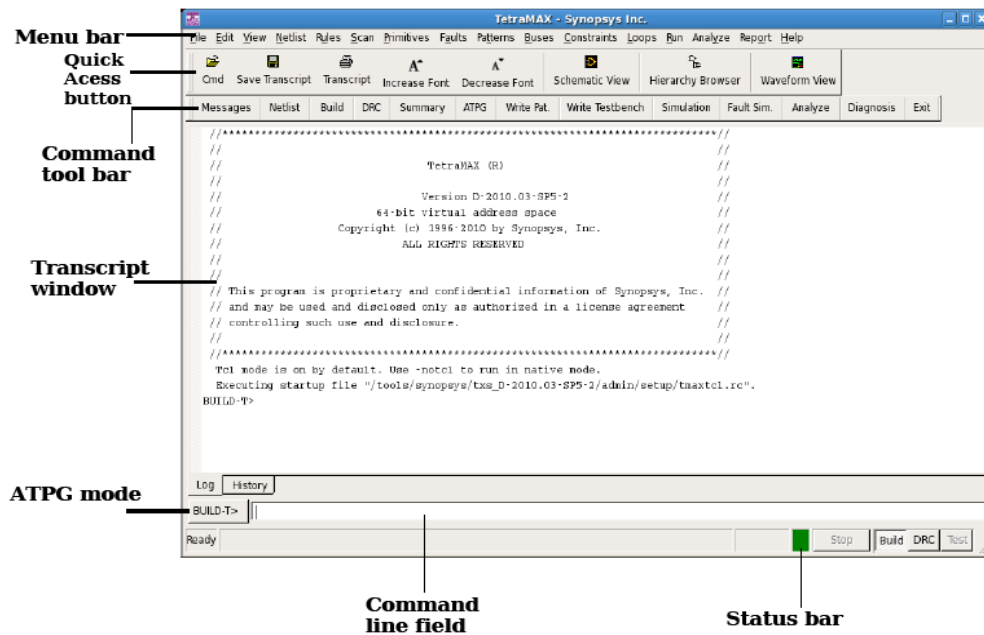 TetraMAX - Synopsys Inc.
Menu bar
File Edit View Netlist Rules Scan Primitives Faults Patterns Buses Constraints Loops Run Analyze Report Help
Quick
Acess
button
Cmd Save Transcript Transcript Increase Font Decrease Font Schematic View Hierarchy Browser Waveform View
Messages Netlist Build DRC Summary ATPG Write Pat. Write Testbench Simulation Fault Sim. Analyze Diagnosis Exit
Command
tool bar
//*****************************************************************************//
// //
// TetraMAX (R) //
// //
// Version D-2010.03-SP5-2 //
// 64-bit virtual address space //
// Copyright (c) 1996-2010 by Synopsys, Inc. //
// ALL RIGHTS RESERVED //
// //
// //
// This program is proprietary and confidential information of Synopsys, Inc. //
// and may be used and disclosed only as authorized in a license agreement //
// controlling such use and disclosure. //
// //
//*****************************************************************************//
Tcl mode is on by default. Use -notcl to run in native mode.
Executing startup file "/tools/synopsys/txs_D-2010.03-SP5-2/admin/setup/tmaxtcl.rc".
BUILD-T>
Transcript
window
Log History
ATPG mode
BUILD-T>
Ready Stop Build DRC Test
Command
line field
Status bar